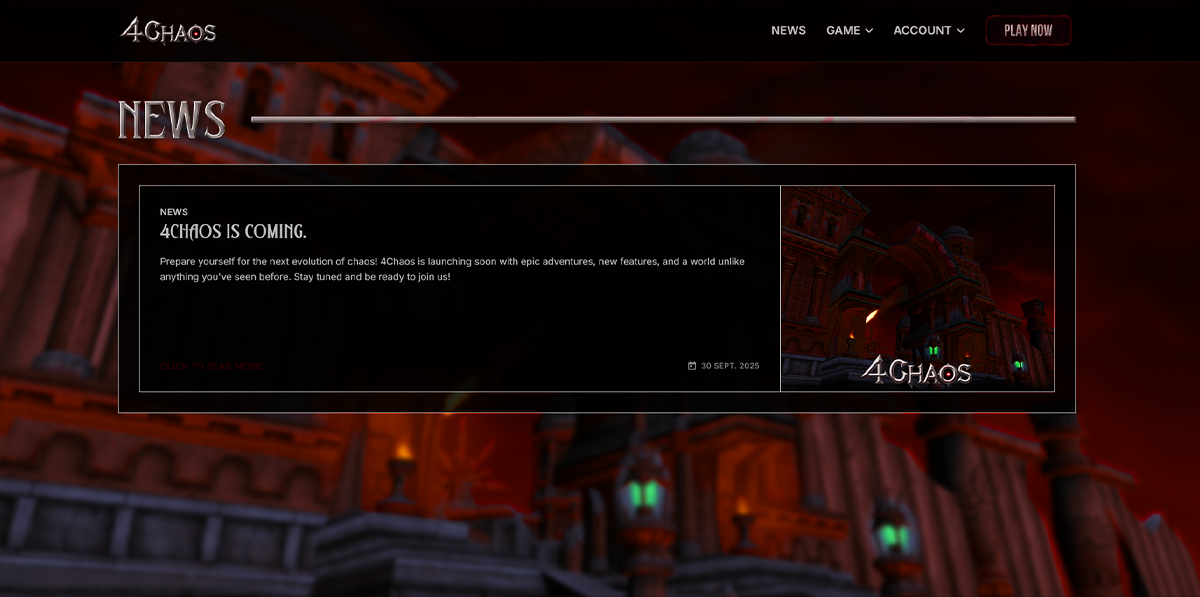 4CHAOS
NEWS
GAME
ACCOUNT
PLAY NOW
NEWS
NEWS
4CHAOS IS COMING.
Prepare yourself for the next evolution of chaos! 4Chaos is launching soon with epic adventures, new features, and a world unlike
anything you've seen before. Stay tuned and be ready to join us!
CLICK TO READ MORE
30 SEPT. 2025
4CHAOS